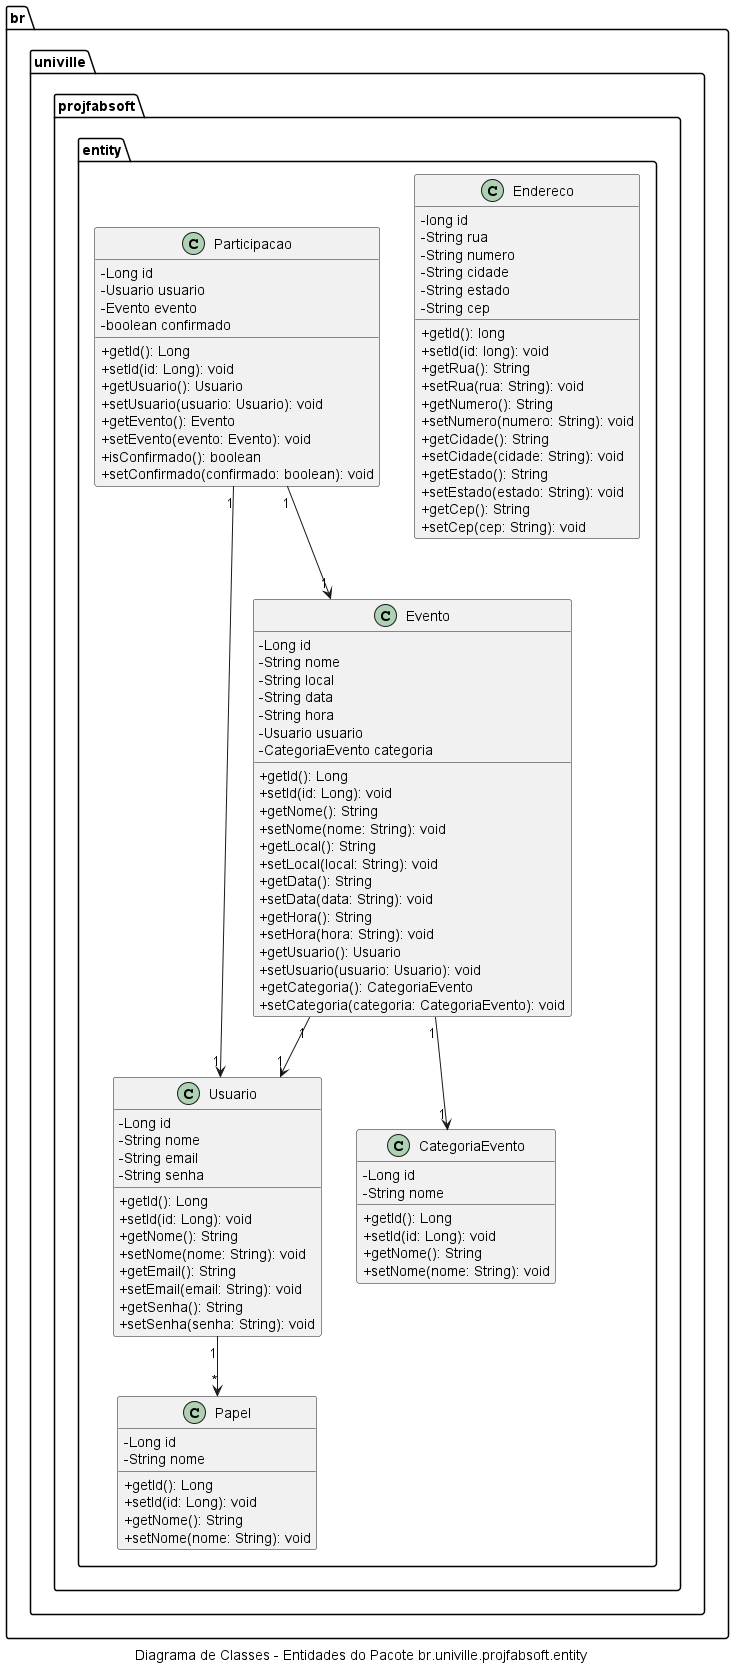 br
univille
projfabsoft
entity
C Participacao
-Long id
-Usuario usuario
-Evento evento
-boolean confirmado
+getId(): Long
+setId(id: Long): void
+getUsuario(): Usuario
+setUsuario(usuario: Usuario): void
+getEvento(): Evento
+setEvento(evento: Evento): void
+isConfirmado(): boolean
+setConfirmado(confirmado: boolean): void
C Endereco
-long id
-String rua
-String numero
-String cidade
-String estado
-String cep
+getId(): long
+setId(id: long): void
+getRua(): String
+setRua(rua: String): void
+getNumero(): String
+setNumero(numero: String): void
+getCidade(): String
+setCidade(cidade: String): void
+getEstado(): String
+setEstado(estado: String): void
+getCep(): String
+setCep(cep: String): void
1
1
1
C Evento
-Long id
-String nome
-String local
-String data
-String hora
-Usuario usuario
-CategoriaEvento categoria
+getId(): Long
+setId(id: Long): void
+getNome(): String
+setNome(nome: String): void
+getLocal(): String
+setLocal(local: String): void
+getData(): String
+setData(data: String): void
+getHora(): String
+setHora(hora: String): void
+getUsuario(): Usuario
+setUsuario(usuario: Usuario): void
+getCategoria(): CategoriaEvento
+setCategoria(categoria: CategoriaEvento): void
1
1
1
1
1
C Usuario
-Long id
-String nome
-String email
-String senha
+getId(): Long
+setId(id: Long): void
+getNome(): String
+setNome(nome: String): void
+getEmail(): String
+setEmail(email: String): void
+getSenha(): String
+setSenha(senha: String): void
C CategoriaEvento
-Long id
-String nome
+getId(): Long
+setId(id: Long): void
+getNome(): String
+setNome(nome: String): void
1
*
C Papel
-Long id
-String nome
+getId(): Long
+setId(id: Long): void
+getNome(): String
+setNome(nome: String): void
Diagrama de Classes - Entidades do Pacote br.univille.projfabsoft.entity